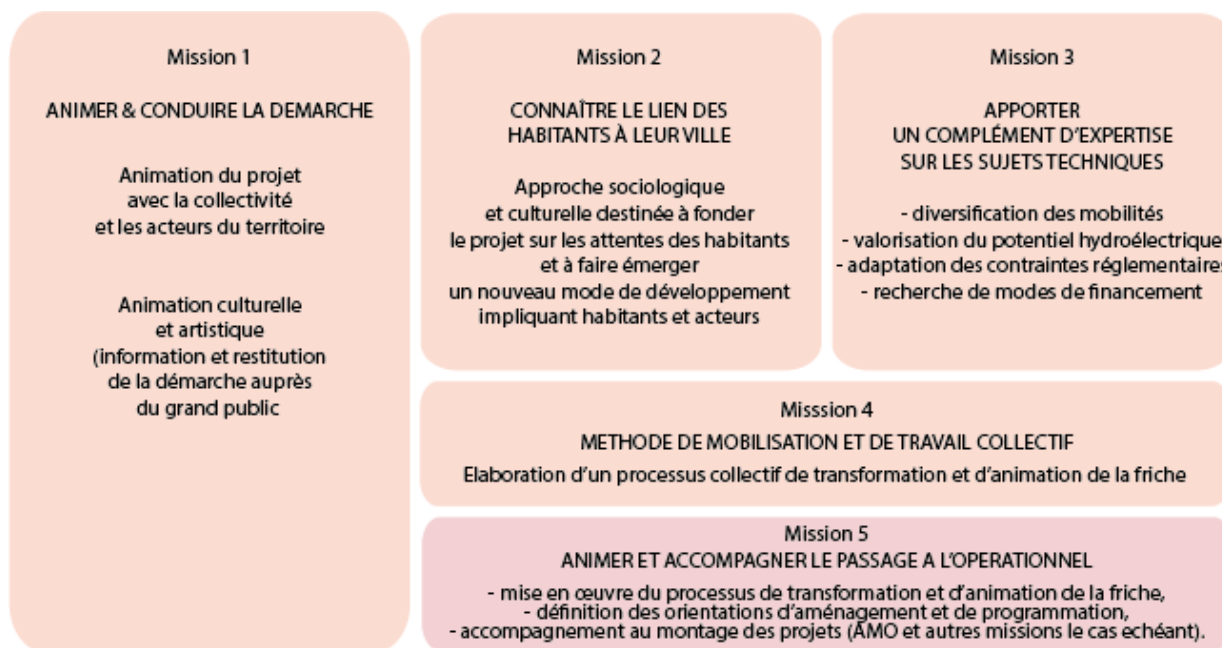 Mission 1
ANIMER & CONDUIRE LA DEMARCHE
Animation du projet
avec la collectivité
et les acteurs du territoire
Animation culturelle
et artistique
(information et restitution
de la démarche auprès
du grand public
Mission 2
CONNAÎTRE LE LIEN DES
HABITANTS À LEUR VILLE
Approche sociologique
et culturelle destinée à fonder
le projet sur les attentes des habitants
et à faire émerger
un nouveau mode de développement
impliquant habitants et acteurs
Mission 3
APPORTER
UN COMPLÉMENT D'EXPERTISE
SUR LES SUJETS TECHNIQUES
- diversification des mobilités
- valorisation du potentiel hydroélectrique
- adaptation des contraintes réglementaires
- recherche de modes de financement
Misssion 4
METHODE DE MOBILISATION ET DE TRAVAIL COLLECTIF
Elaboration d'un processus collectif de transformation et d'animation de la friche
Mission 5
ANIMER ET ACCOMPAGNER LE PASSAGE A L'OPERATIONNEL
- mise en œuvre du processus de transformation et d'animation de la friche,
- définition des orientations d'aménagement et de programmation,
- accompagnement au montage des projets (AMO et autres missions le cas echéant).